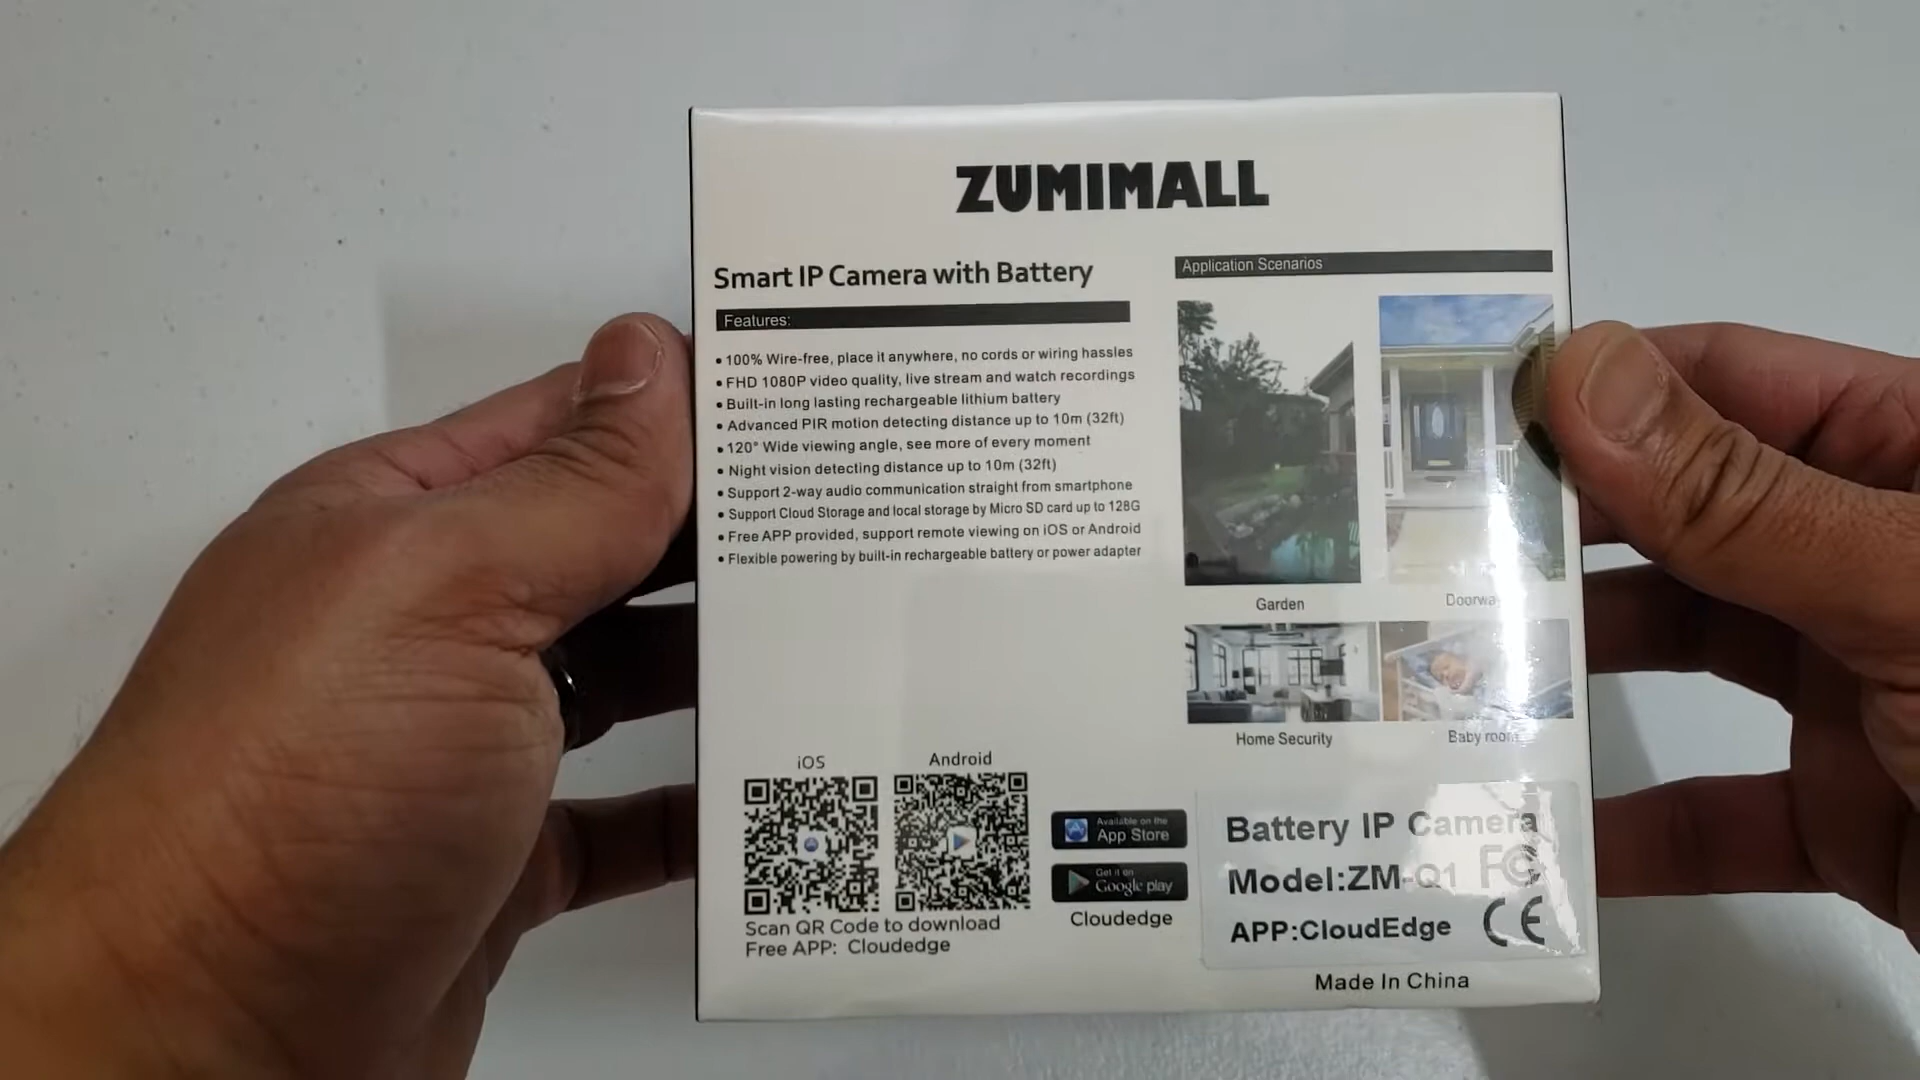 ZUMIMALL
Smart IP Camera with Battery
Features:
• 100% Wire-free, place it anywhere, no cords or wiring hassles
• FHD 1080P video quality, live stream and watch recordings
• Built-in long lasting rechargeable lithium battery
• Advanced PIR motion detecting distance up to 10m (32ft)
• 120° Wide viewing angle, see more of every moment
• Night vision detecting distance up to 10m (32ft)
• Support 2-way audio communication straight from smartphone
• Support Cloud Storage and local storage by Micro SD card up to 128G
• Free APP provided, support remote viewing on iOS or Android
• Flexible powering by built-in rechargeable battery or power adapter
Application Scenarios
Garden
Doorway
Home Security
Baby room
iOS
Android
Scan QR Code to download
Free APP: Cloudedge
Available on the
App Store
Get it on
Google play
Cloudedge
Battery IP Camera
Model:ZM-Q1 FC
APP:CloudEdge CE
Made In China